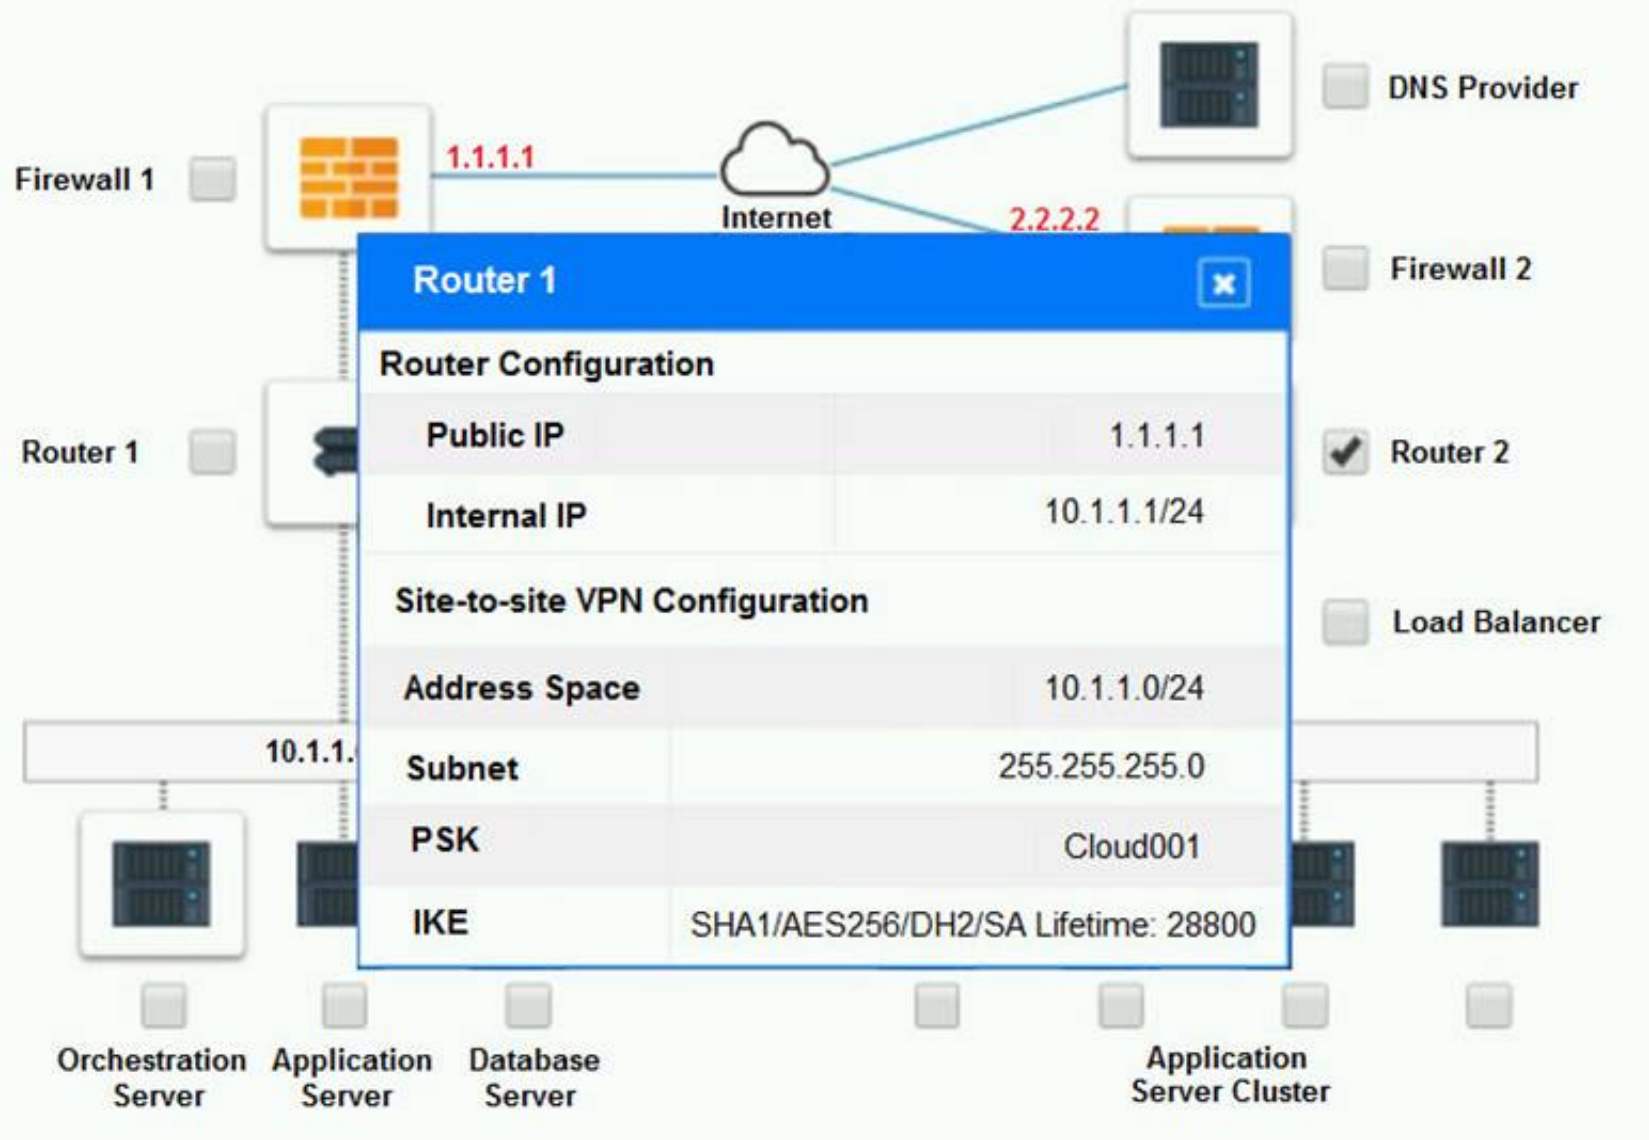 DNS Provider
1.1.1.1
Firewall 1
Internet
2.2.2.2
Firewall 2
Router 1
Router Configuration
Public IP 1.1.1.1
Router 1
Router 2
Internal IP 10.1.1.1/24
Site-to-site VPN Configuration
Load Balancer
Address Space 10.1.1.0/24
10.1.1.
Subnet 255.255.255.0
PSK Cloud001
IKE SHA1/AES256/DH2/SA Lifetime: 28800
Orchestration Server
Application Server
Database Server
Application Server Cluster